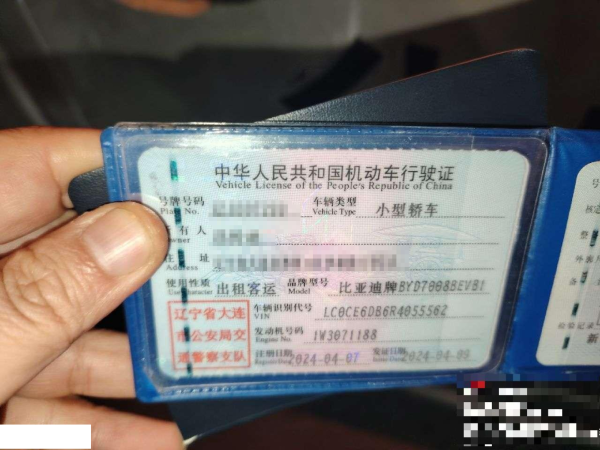 中华人民共和国机动车行驶证
Vehicle License of the People's Republic of China
号牌号码 车辆类型 小型轿车
Plate No. Vehicle Type
所有人
Owner
住 址
Address
使用性质 出租客运 品牌型号 比亚迪牌BYD7008BEVB1
Use Character Model
辽宁省大连
市公安局交
通警察支队
车辆识别代号 LC0CE6DB6R4055562
VIN
发动机号码 1W3071188
Engine No.
注册日期 2024-04-07 发证日期 2024-04-09
Register Date Issue Date